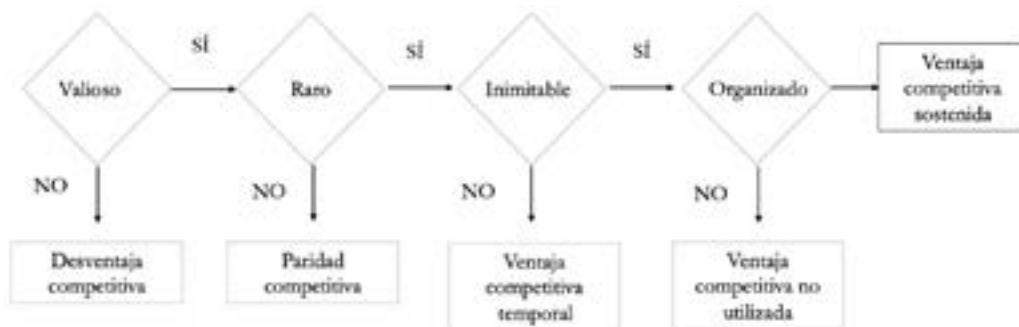 SÍ
SÍ
SÍ
Valioso
Raro
Inimitable
Organizado
Ventaja
competitiva
sostenida
NO
NO
NO
NO
Desventaja
competitiva
Paridad
competitiva
Ventaja
competitiva
temporal
Ventaja
competitiva no
utilizada